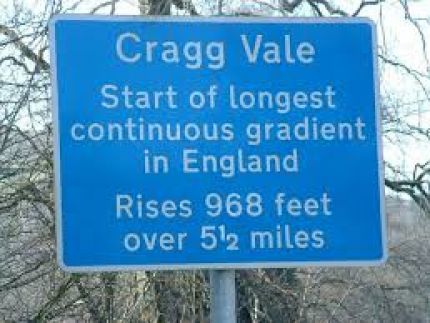 Cragg Vale
Start of longest
continuous gradient
in England
Rises 968 feet
over 5½ miles